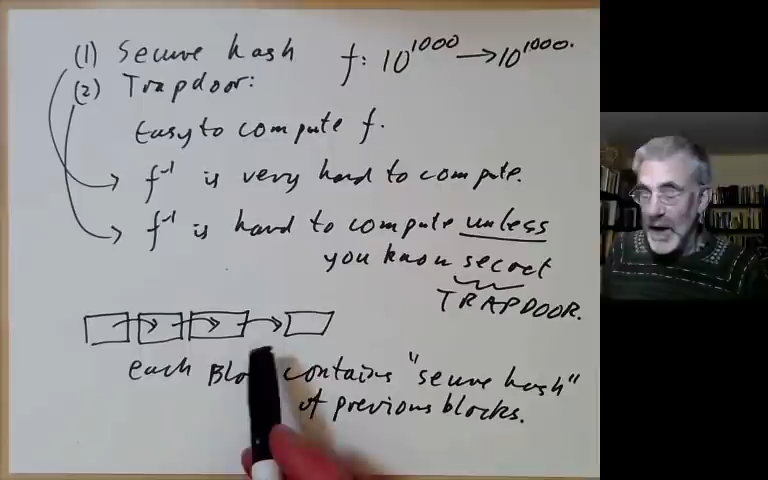 (1) Secure hash f: 10^1000 → 10^1000.
(2) Trapdoor:
Easy to compute f.
→ f^-1 is very hard to compute.
→ f^-1 is hard to compute unless
you know secret
TRAPDOOR.
each contains "secure hash"
of previous blocks.